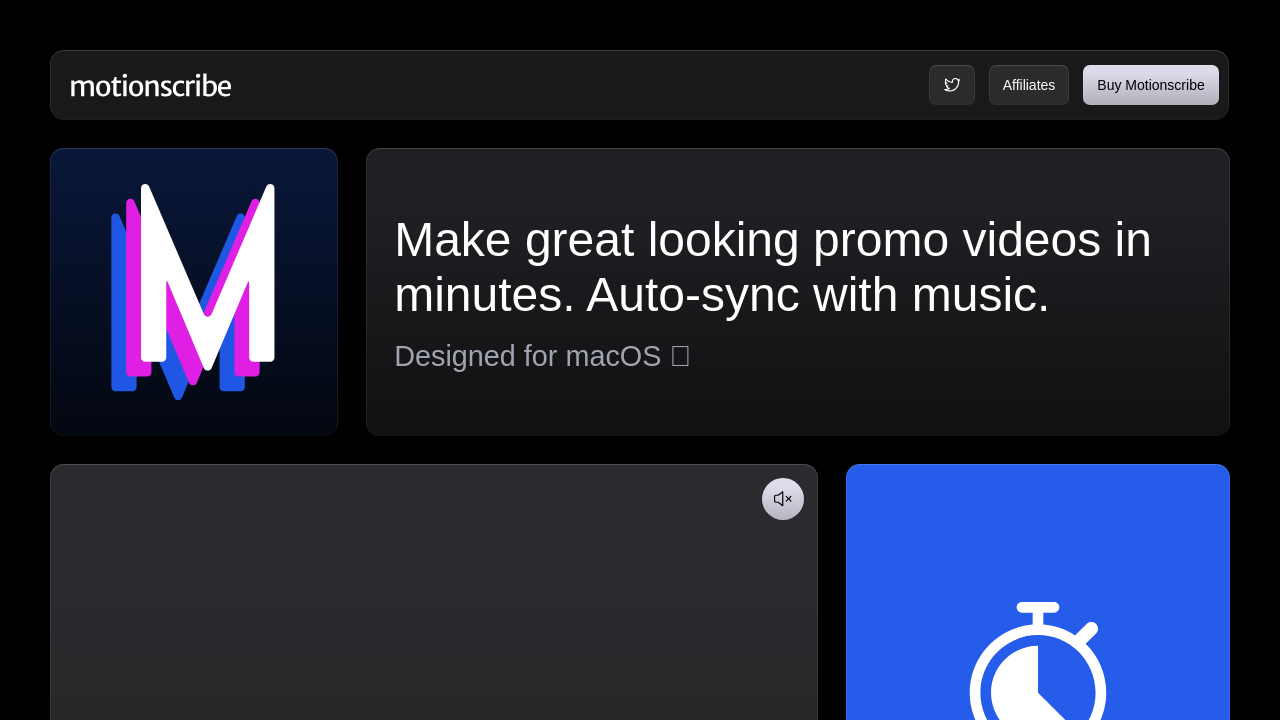 motionscribe
Affiliates
Buy Motionscribe
Make great looking promo videos in
minutes. Auto-sync with music.
Designed for macOS